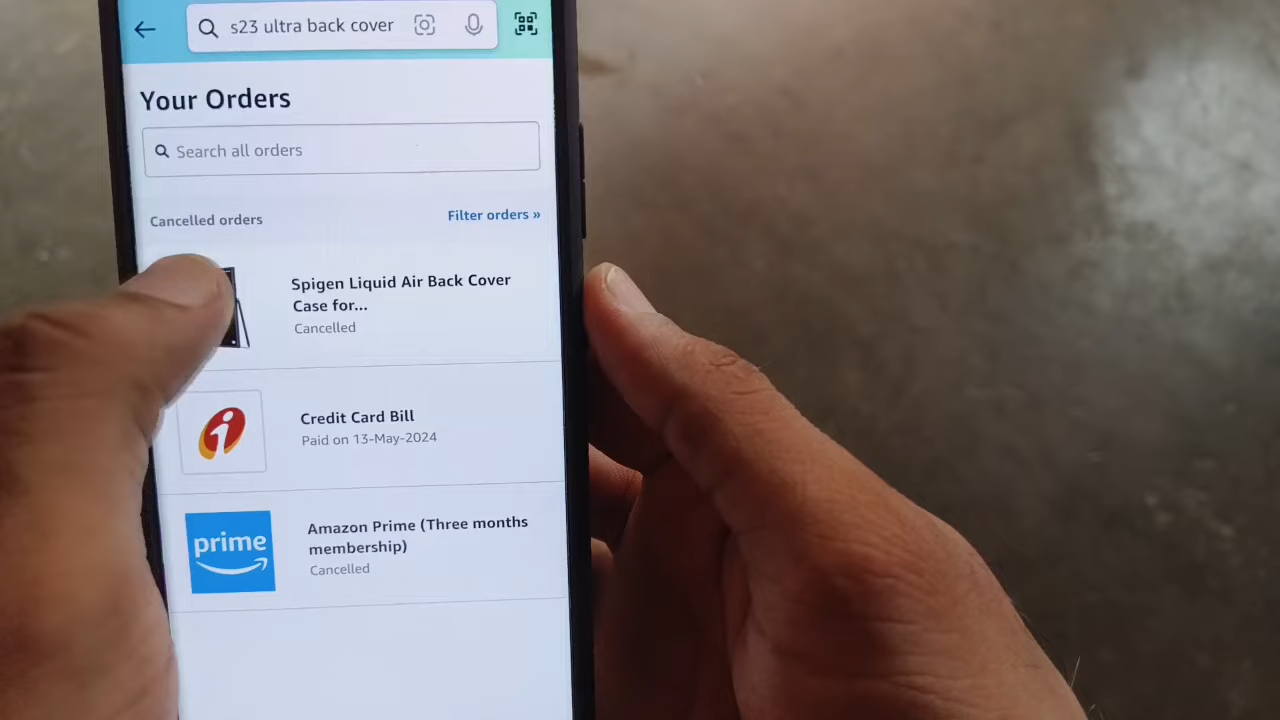 s23 ultra back cover
Your Orders
Search all orders
Cancelled orders
Filter orders »
Spigen Liquid Air Back Cover
Case for...
Cancelled
Credit Card Bill
Paid on 13-May-2024
prime
Amazon Prime (Three months
membership)
Cancelled